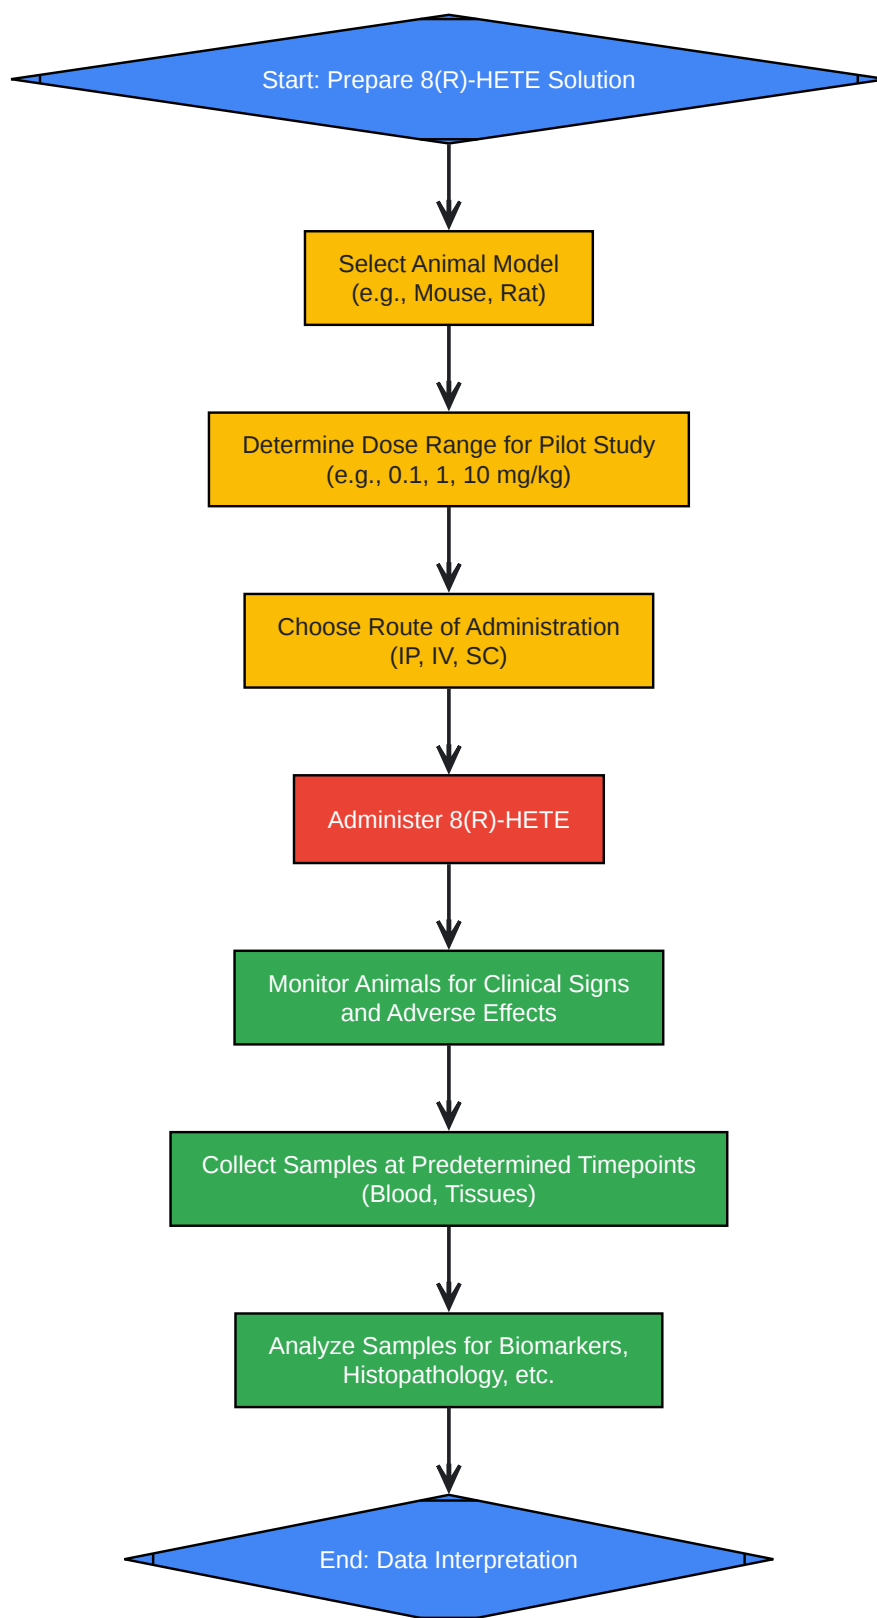 Start: Prepare 8(R)-HETE Solution
Select Animal Model
(e.g., Mouse, Rat)
Determine Dose Range for Pilot Study
(e.g., 0.1, 1, 10 mg/kg)
Choose Route of Administration
(IP, IV, SC)
Administer 8(R)-HETE
Monitor Animals for Clinical Signs
and Adverse Effects
Collect Samples at Predetermined Timepoints
(Blood, Tissues)
Analyze Samples for Biomarkers,
Histopathology, etc.
End: Data Interpretation